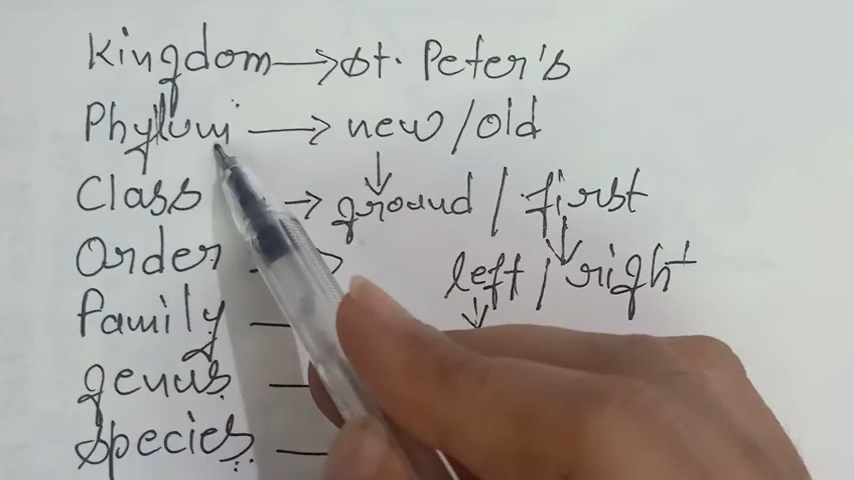 Kingdom → st. Peter's
Phylum → new/old
↓
Class → ground / first
↓
Order →
left / right
↓
family —
genus —
species —